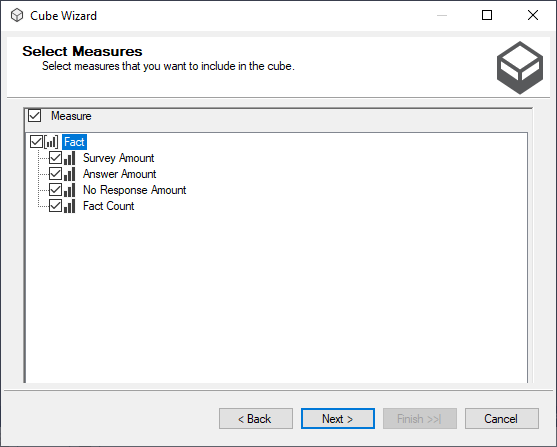 Cube Wizard
Select Measures
Select measures that you want to include in the cube.
Measure
Fact
Survey Amount
Answer Amount
No Response Amount
Fact Count
< Back
Next >
Finish >>|
Cancel